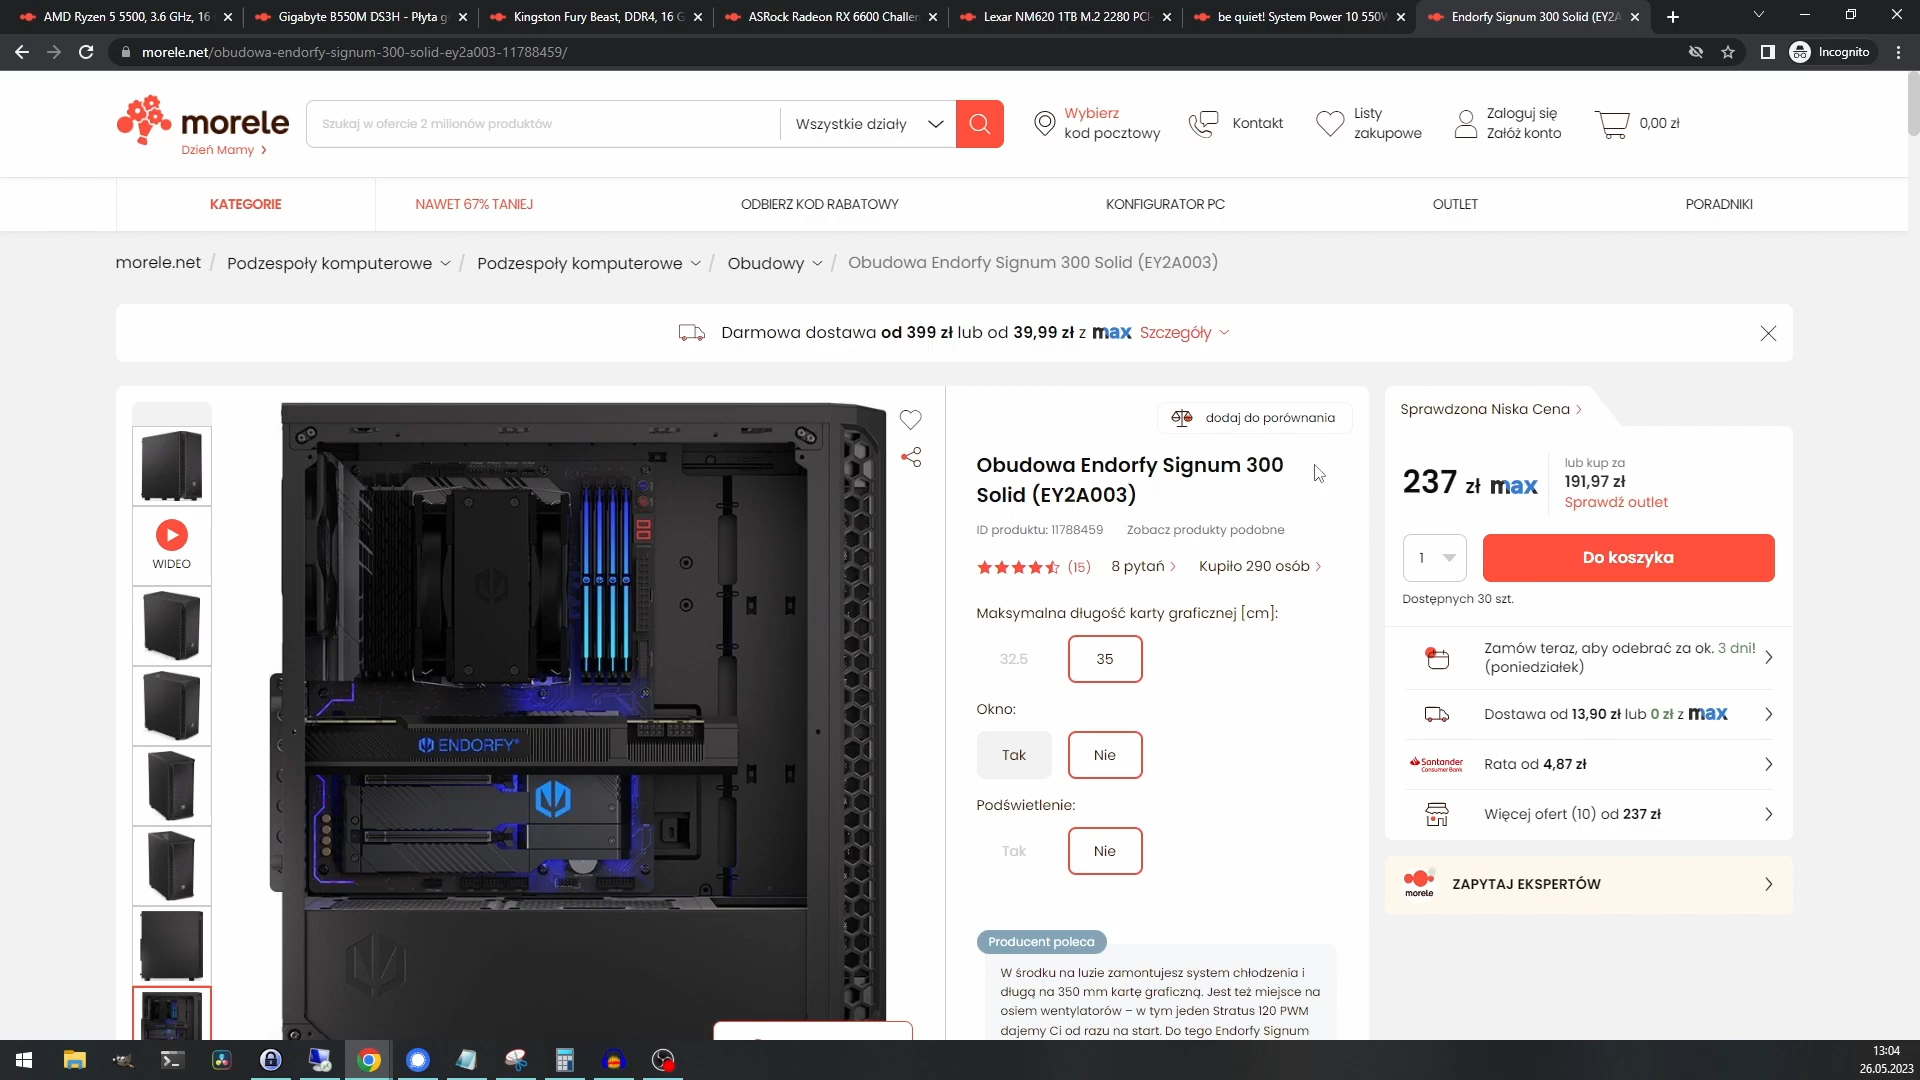 AMD Ryzen 5 5500, 3.6 GHz, 16
Gigabyte B550M DS3H - Płyta g
Kingston Fury Beast, DDR4, 16 G
ASRock Radeon RX 6600 Challen
Lexar NM620 1TB M.2 2280 PCI-
be quiet! System Power 10 550W
Endorfy Signum 300 Solid (EY2A
morele.net/obudowa-endorfy-signum-300-solid-ey2a003-11788459/
Incognito
morele
Dzień Mamy
Szukaj w ofercie 2 milionów produktów
Wszystkie działy
Wybierz
kod pocztowy
Kontakt
Listy
zakupowe
Zaloguj się
Załóż konto
0,00 zł
KATEGORIE
NAWET 67% TANIEJ
ODBIERZ KOD RABATOWY
KONFIGURATOR PC
OUTLET
PORADNIKI
morele.net / Podzespoły komputerowe / Podzespoły komputerowe / Obudowy / Obudowa Endorfy Signum 300 Solid (EY2A003)
Darmowa dostawa od 399 zł lub od 39,99 zł z max Szczegóły
WIDEO
ENDORFY
dodaj do porównania
Obudowa Endorfy Signum 300
Solid (EY2A003)
ID produktu: 11788459
Zobacz produkty podobne
(15)
8 pytań
Kupiło 290 osób
Maksymalna długość karty graficznej [cm]:
32.5
35
Okno:
Tak
Nie
Podświetlenie:
Tak
Nie
Producent poleca
W środku na luzie zamontujesz system chłodzenia i
długą na 350 mm kartę graficzną. Jest też miejsce na
osiem wentylatorów – w tym jeden Stratus 120 PWM
dajemy Ci od razu na start. Do tego Endorfy Signum
Sprawdzona Niska Cena
237 zł max
lub kup za
191,97 zł
Sprawdź outlet
1
Do koszyka
Dostępnych 30 szt.
Zamów teraz, aby odebrać za ok. 3 dni!
(poniedziałek)
Dostawa od 13,90 zł lub 0 zł z max
Santander
Consumer Bank
Rata od 4,87 zł
Więcej ofert (10) od 237 zł
morele
ZAPYTAJ EKSPERTÓW
13:04
26.05.2023